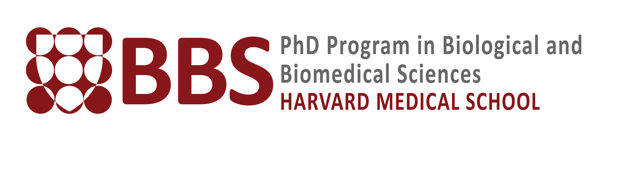 BBS
PhD Program in Biological and
Biomedical Sciences
HARVARD MEDICAL SCHOOL